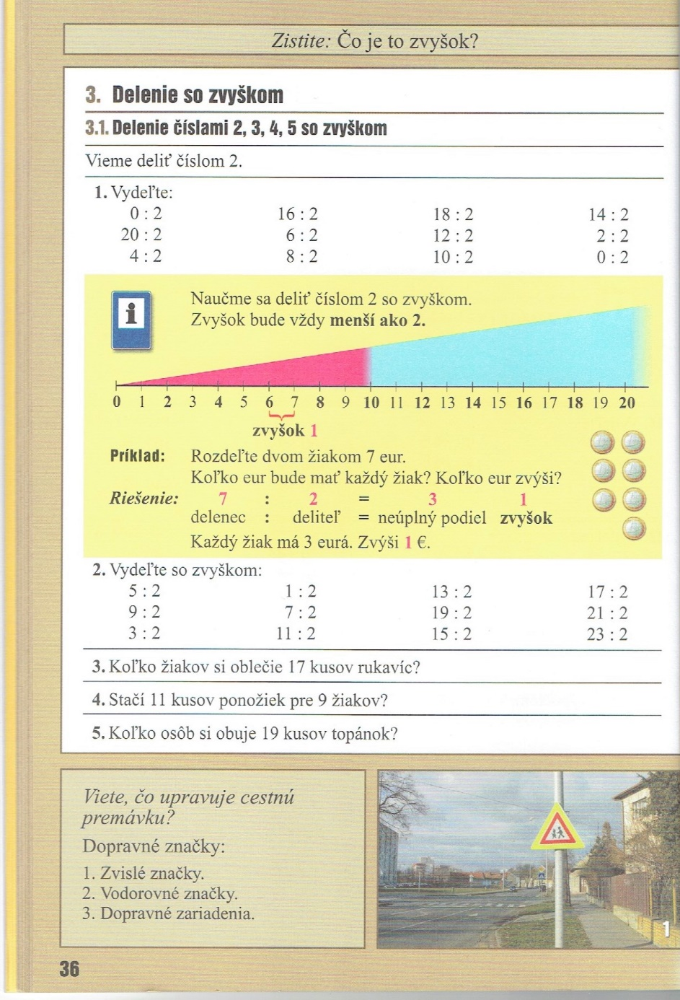 Zistite: Čo je to zvyšok?
3. Delenie so zvyškom
3.1. Delenie číslami 2, 3, 4, 5 so zvyškom
Vieme deliť číslom 2.
1. Vydeľte:
0 : 2 16 : 2 18 : 2 14 : 2
20 : 2 6 : 2 12 : 2 2 : 2
4 : 2 8 : 2 10 : 2 0 : 2
i
Naučme sa deliť číslom 2 so zvyškom.
Zvyšok bude vždy menší ako 2.
0 1 2 3 4 5 6 7 8 9 10 11 12 13 14 15 16 17 18 19 20
zvyšok 1
Príklad: Rozdeľte dvom žiakom 7 eur.
Koľko eur bude mať každý žiak? Koľko eur zvýši?
Riešenie: 7 : 2 = 3 1
delenec : deliteľ = neúplný podiel zvyšok
Každý žiak má 3 eurá. Zvýši 1 €.
2. Vydeľte so zvyškom:
5 : 2 1 : 2 13 : 2 17 : 2
9 : 2 7 : 2 19 : 2 21 : 2
3 : 2 11 : 2 15 : 2 23 : 2
3. Koľko žiakov si oblečie 17 kusov rukavíc?
4. Stačí 11 kusov ponožiek pre 9 žiakov?
5. Koľko osôb si obuje 19 kusov topánok?
Viete, čo upravuje cestnú
premávku?
Dopravné značky:
1. Zvislé značky.
2. Vodorovné značky.
3. Dopravné zariadenia.
1
36